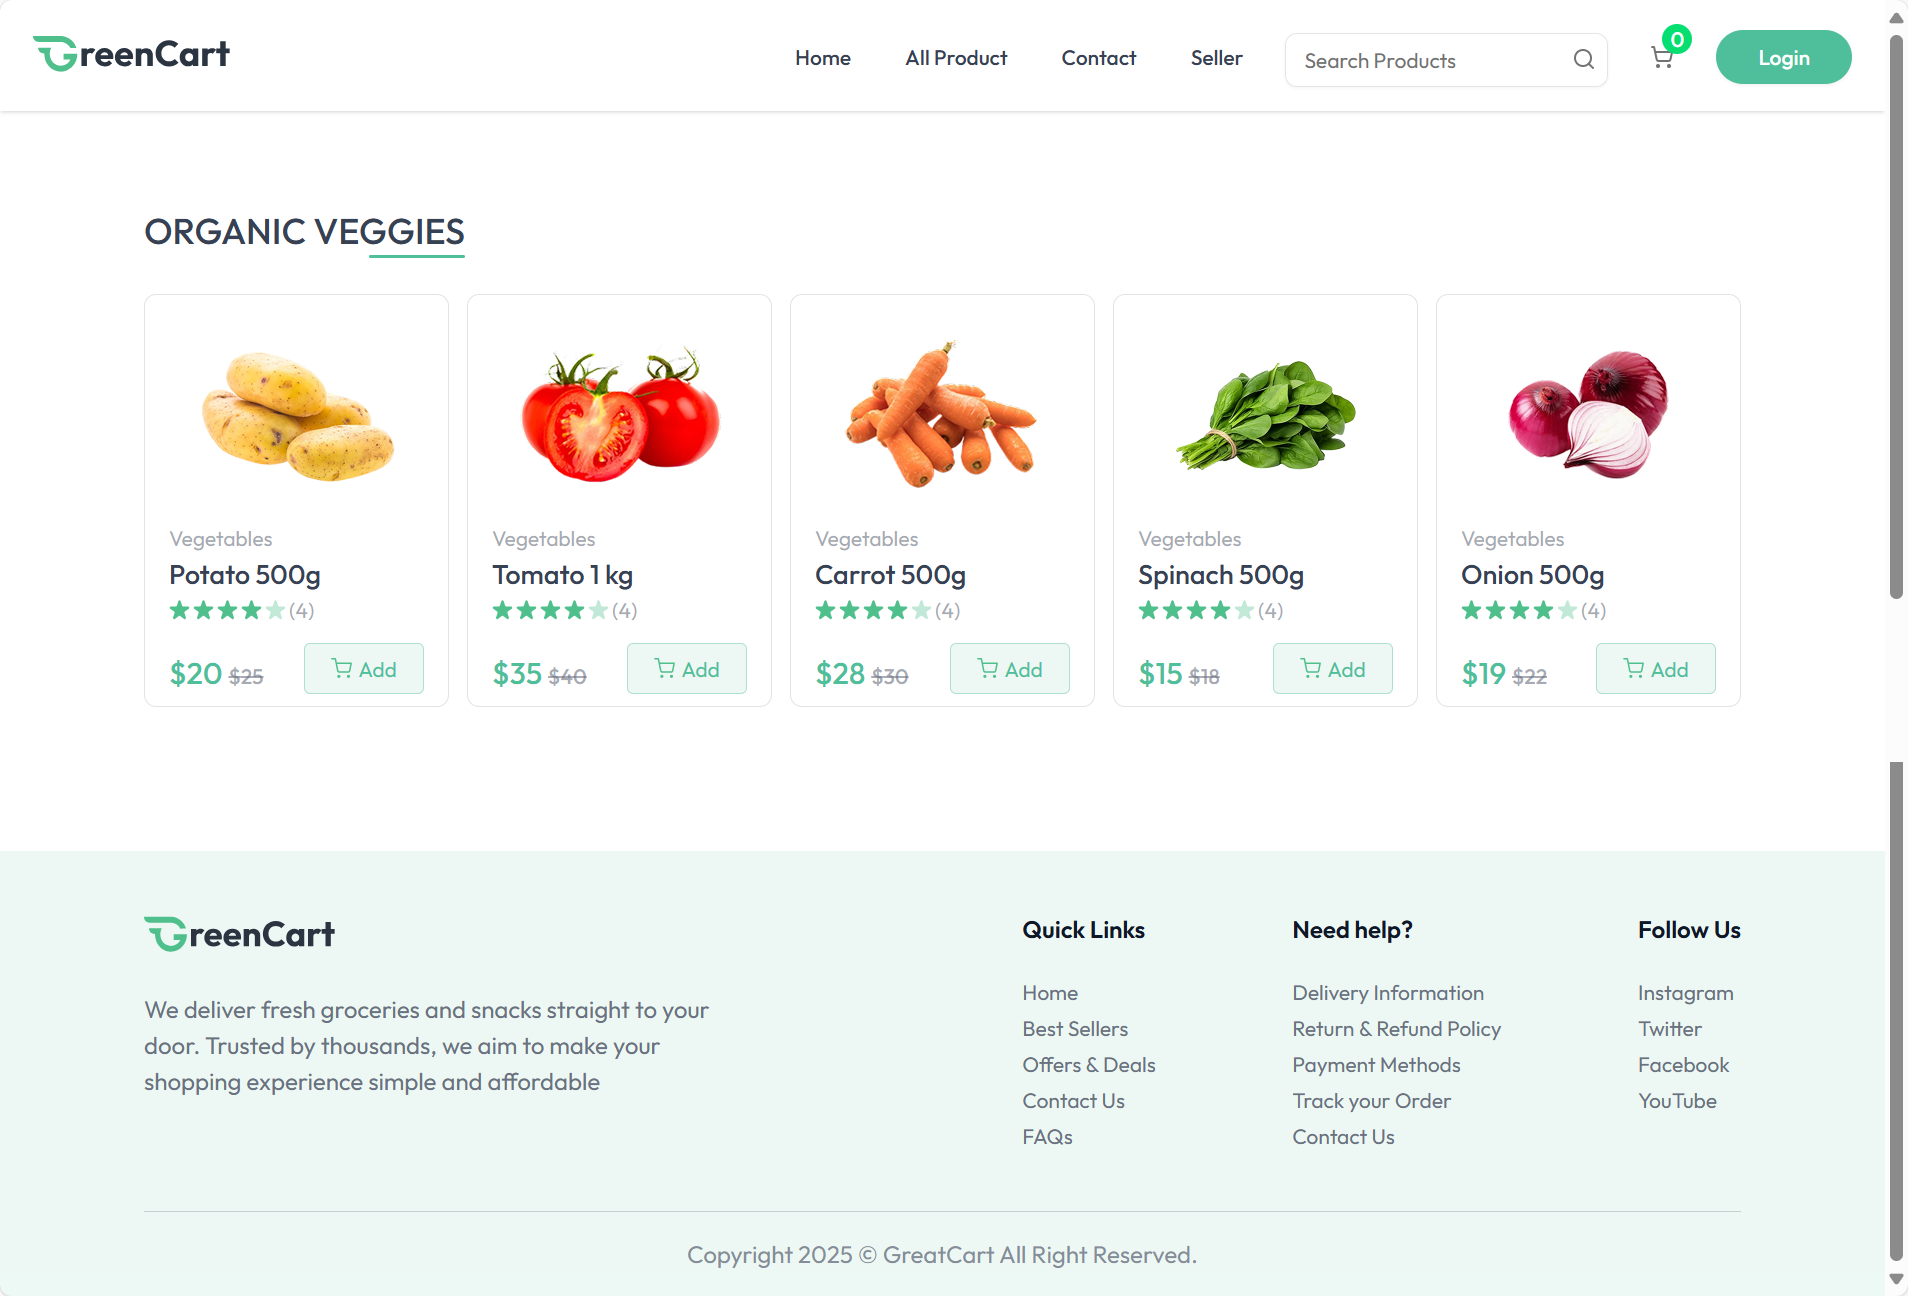 GreenCart
Home All Product Contact Seller Search Products 0 Login
ORGANIC VEGGIES
Vegetables Vegetables Vegetables Vegetables Vegetables
Potato 500g Tomato 1 kg Carrot 500g Spinach 500g Onion 500g
(4) (4) (4) (4) (4)
$20 $25 Add $35 $40 Add $28 $30 Add $15 $18 Add $19 $22 Add
GreenCart
We deliver fresh groceries and snacks straight to your
door. Trusted by thousands, we aim to make your
shopping experience simple and affordable
Quick Links
Home
Best Sellers
Offers & Deals
Contact Us
FAQs
Need help?
Delivery Information
Return & Refund Policy
Payment Methods
Track your Order
Contact Us
Follow Us
Instagram
Twitter
Facebook
YouTube
Copyright 2025 © GreatCart All Right Reserved.